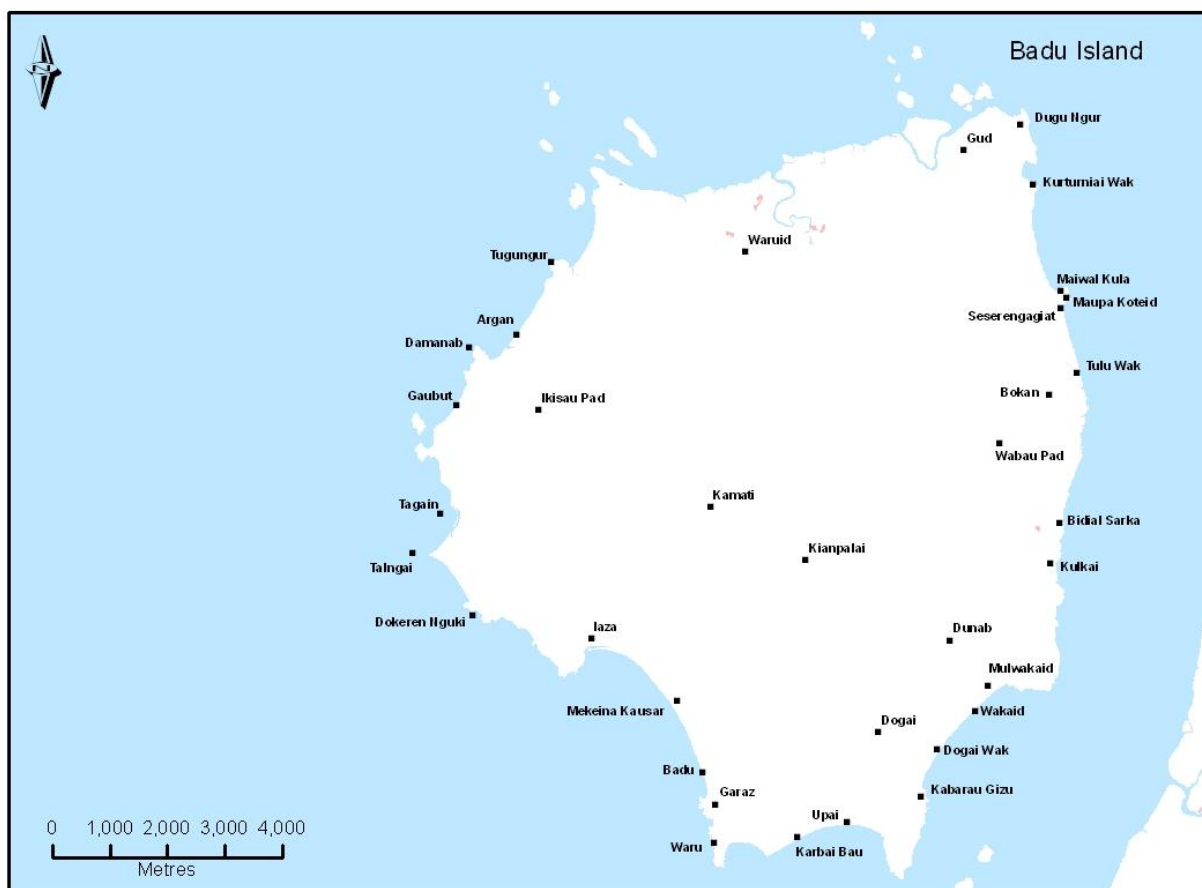 Badu Island
N
Dugu Ngur
Gud
Kurturniai Wak
Waruid
Tugungur
Maiwal Kula
Maupa Koteid
Seserengagiat
Argan
Damanab
Tulu Wak
Bokan
Gaubut
Ikisau Pad
Wabau Pad
Kamati
Tagain
Bidial Sarka
Kianpalai
Kulkai
Talngai
Dokeren Nguki
Iaza
Dunab
Mulwakaid
Mekeina Kausar
Wakaid
Dogai
Dogai Wak
Badu
Garaz
Kabarau Gizu
Upai
Waru
Karbai Bau
0 1,000 2,000 3,000 4,000
Metres